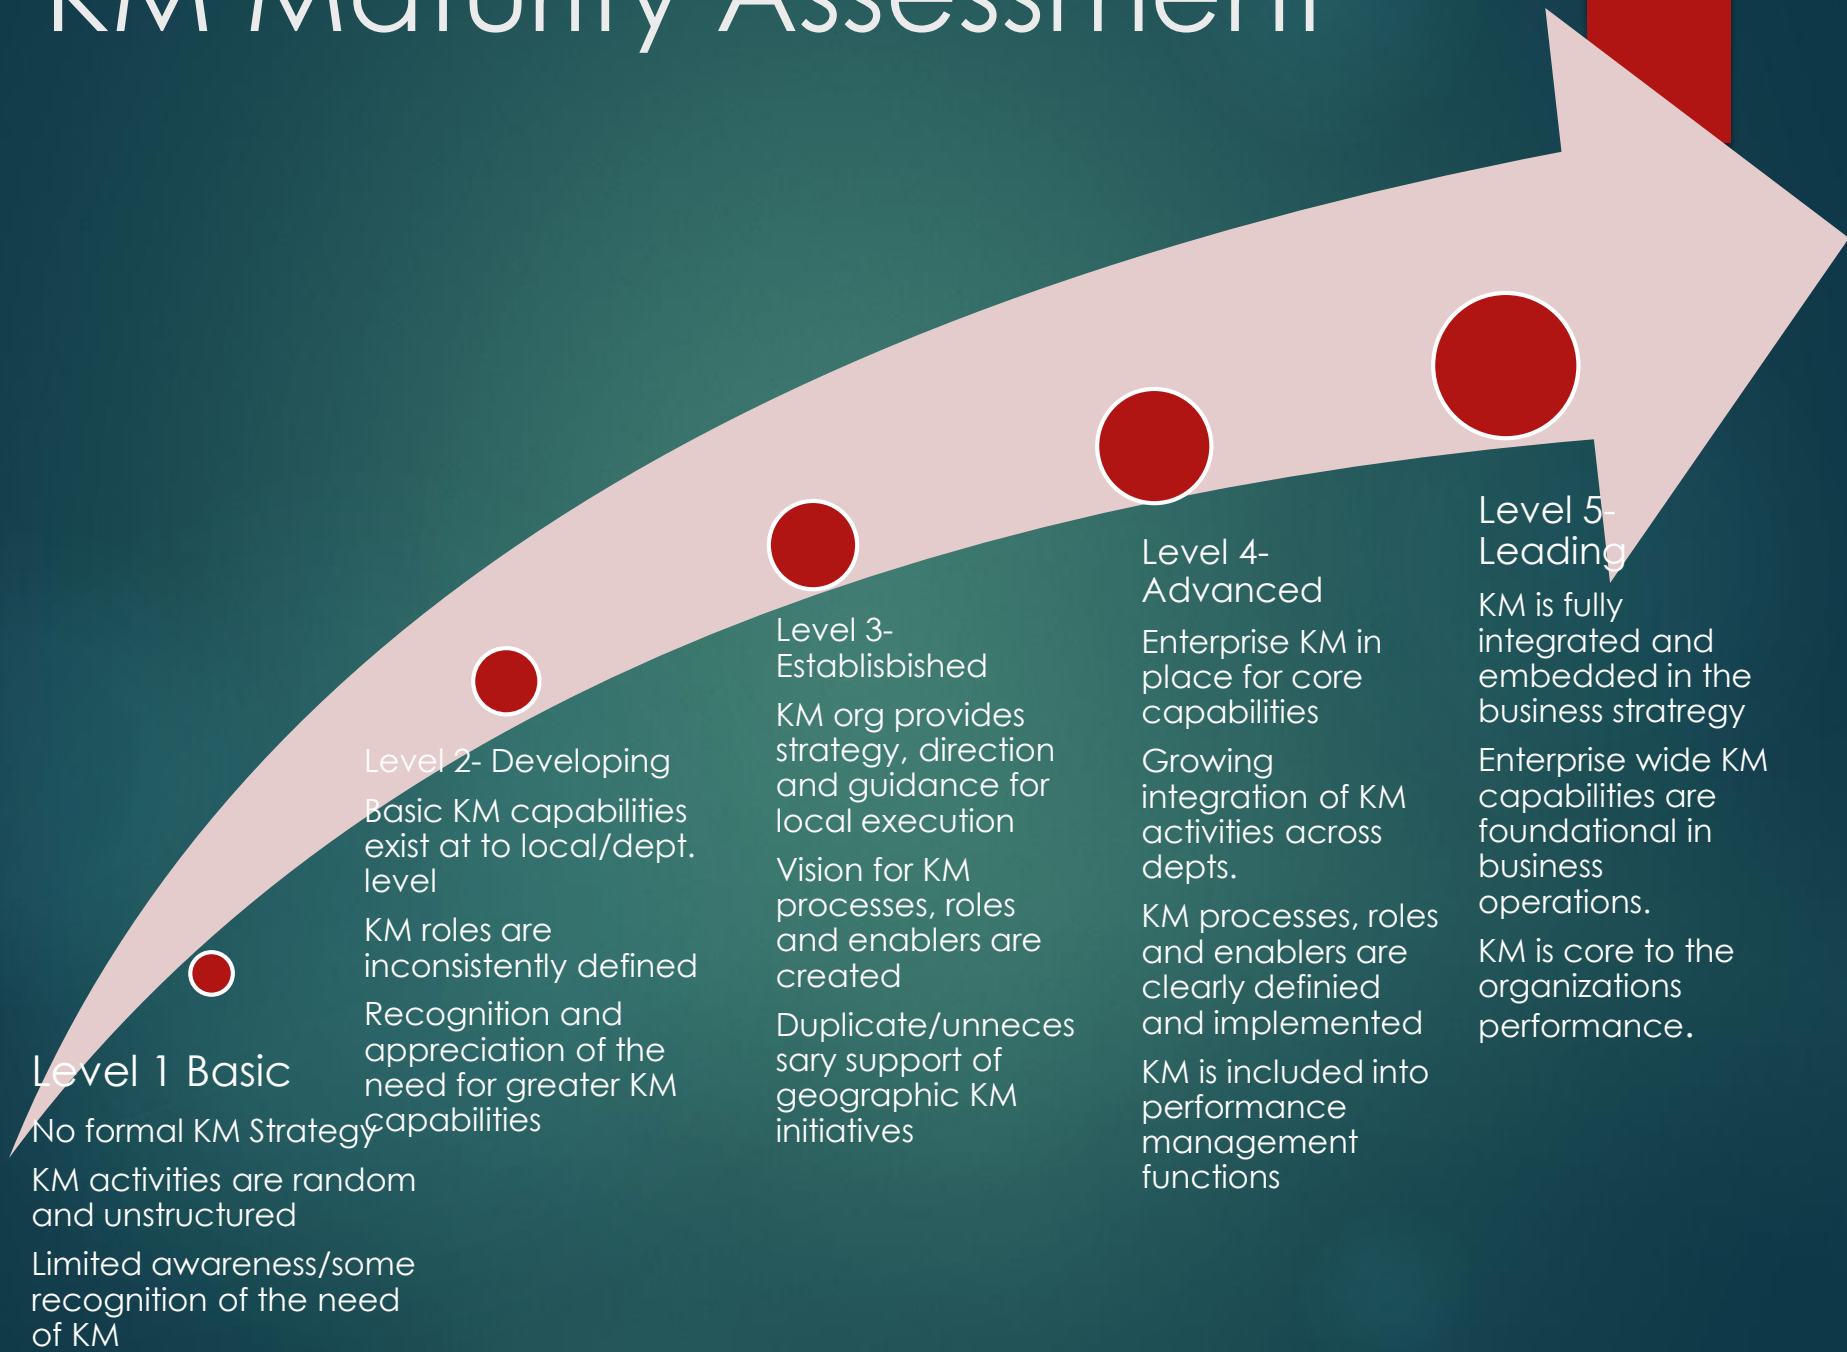 KM Maturity Assessment
Level 1 Basic
No formal KM Strategy
KM activities are random
and unstructured
Limited awareness/some
recognition of the need
of KM
Level 2- Developing
Basic KM capabilities
exist at to local/dept.
level
KM roles are
inconsistently defined
Recognition and
appreciation of the
need for greater KM
capabilities
Level 3-
Establisbished
KM org provides
strategy, direction
and guidance for
local execution
Vision for KM
processes, roles
and enablers are
created
Duplicate/unneces
sary support of
geographic KM
initiatives
Level 4-
Advanced
Enterprise KM in
place for core
capabilities
Growing
integration of KM
activities across
depts.
KM processes, roles
and enablers are
clearly definied
and implemented
KM is included into
performance
management
functions
Level 5-
Leading
KM is fully
integrated and
embedded in the
business stratregy
Enterprise wide KM
capabilities are
foundational in
business
operations.
KM is core to the
organizations
performance.